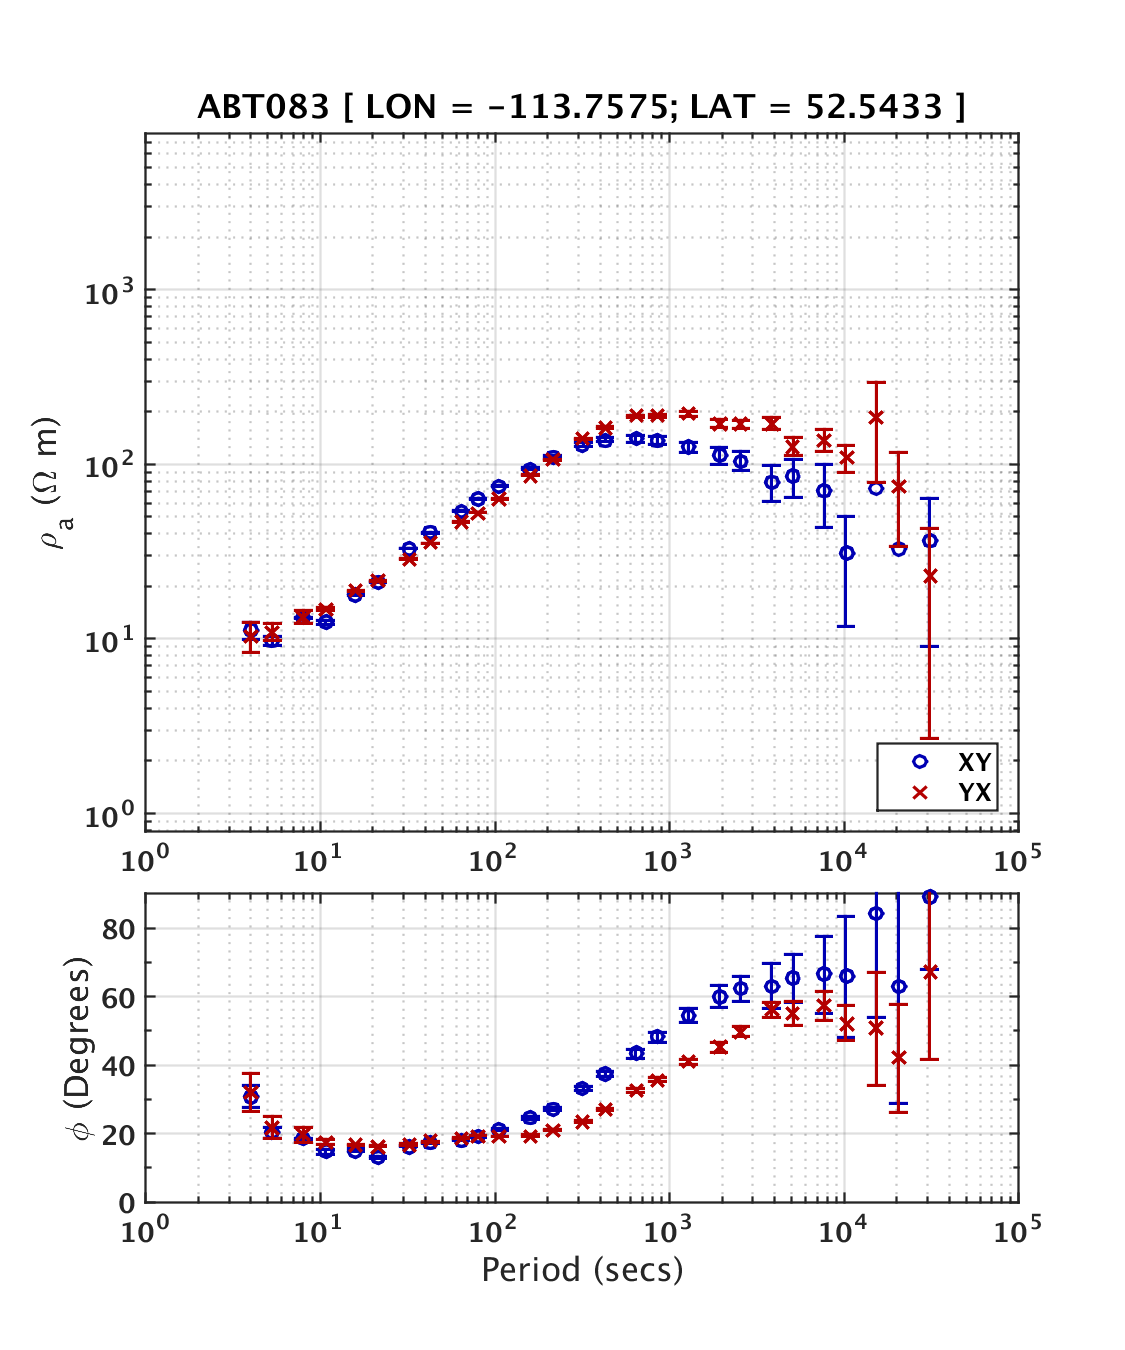 ABT083 [ LON = -113.7575; LAT = 52.5433 ]
10³
10²
10¹
10⁰
ρₐ (Ω m)
XY
YX
10⁰ 10¹ 10² 10³ 10⁴ 10⁵
80
60
40
20
0
ϕ (Degrees)
10⁰ 10¹ 10² 10³ 10⁴ 10⁵
Period (secs)